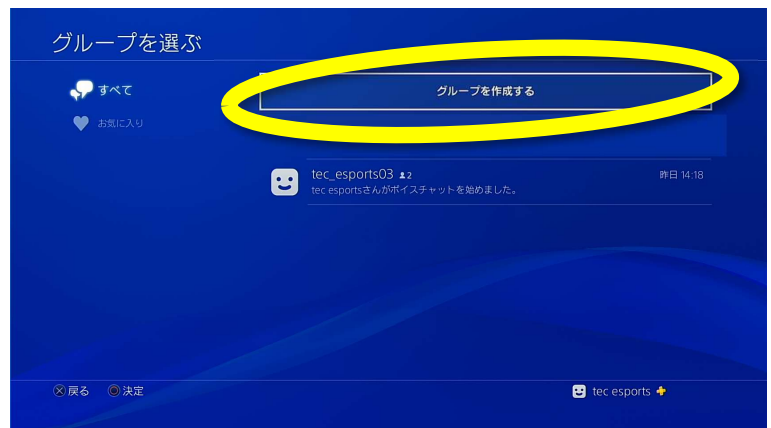 グループを選ぶ
すべて
グループを作成する
お気に入り
tec_esports03 2
昨日 14:18
tec esportsさんがボイスチャットを始めました。
戻る
決定
tec esports